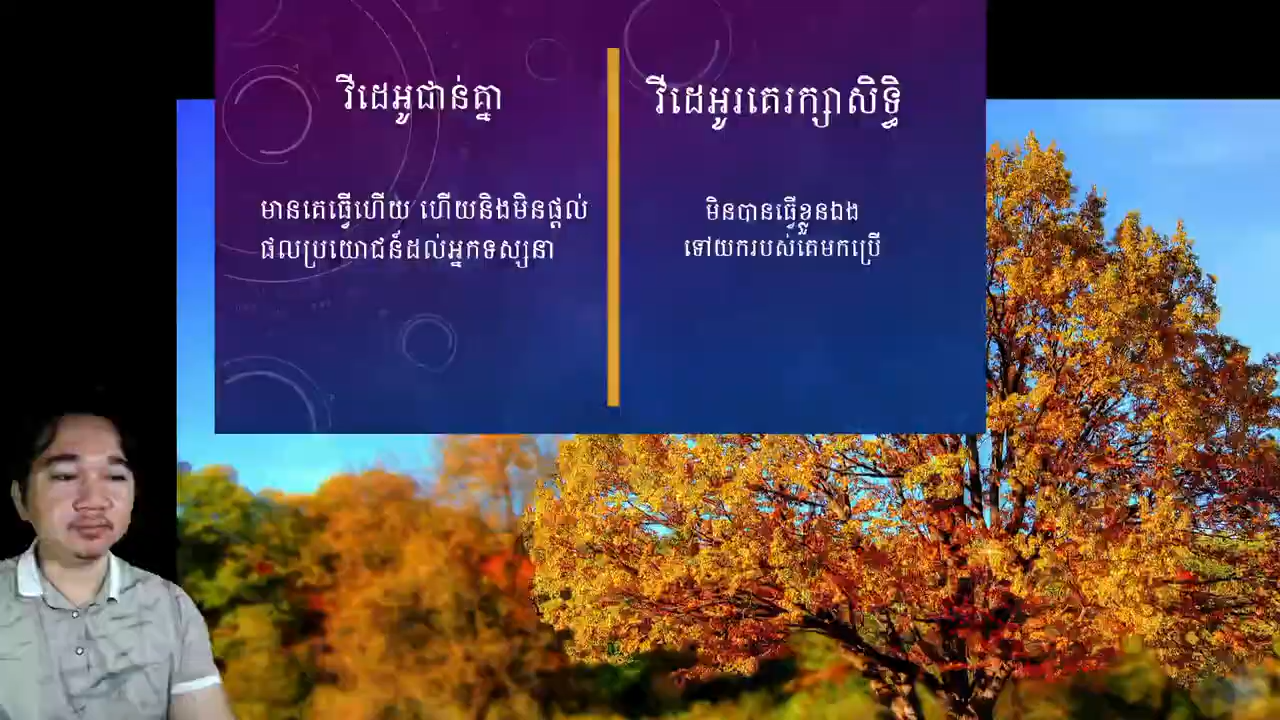 វីដេអូជាន់គ្នា
មានគេធ្វើហើយ ហើយនិងមិនផ្តល់
ផលប្រយោជន៍ដល់អ្នកទស្សនា
វីដេអូរគេរក្សាសិទ្ធិ
មិនបានធ្វើខ្លួនឯង
ទៅយករបស់គេមកប្រើ